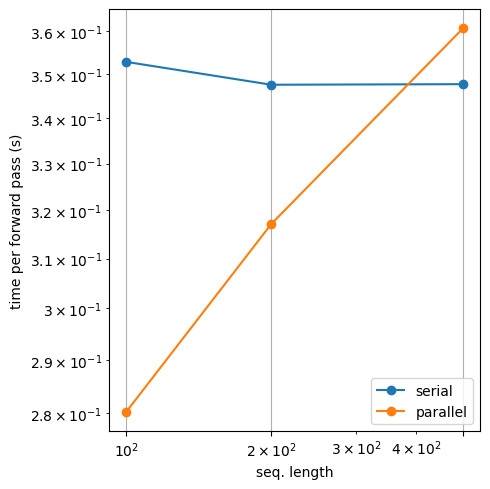 3.6 × 10⁻¹
3.5 × 10⁻¹
3.4 × 10⁻¹
3.3 × 10⁻¹
3.2 × 10⁻¹
3.1 × 10⁻¹
3 × 10⁻¹
2.9 × 10⁻¹
2.8 × 10⁻¹
time per forward pass (s)
serial
parallel
10²
2 × 10²
3 × 10²
4 × 10²
seq. length